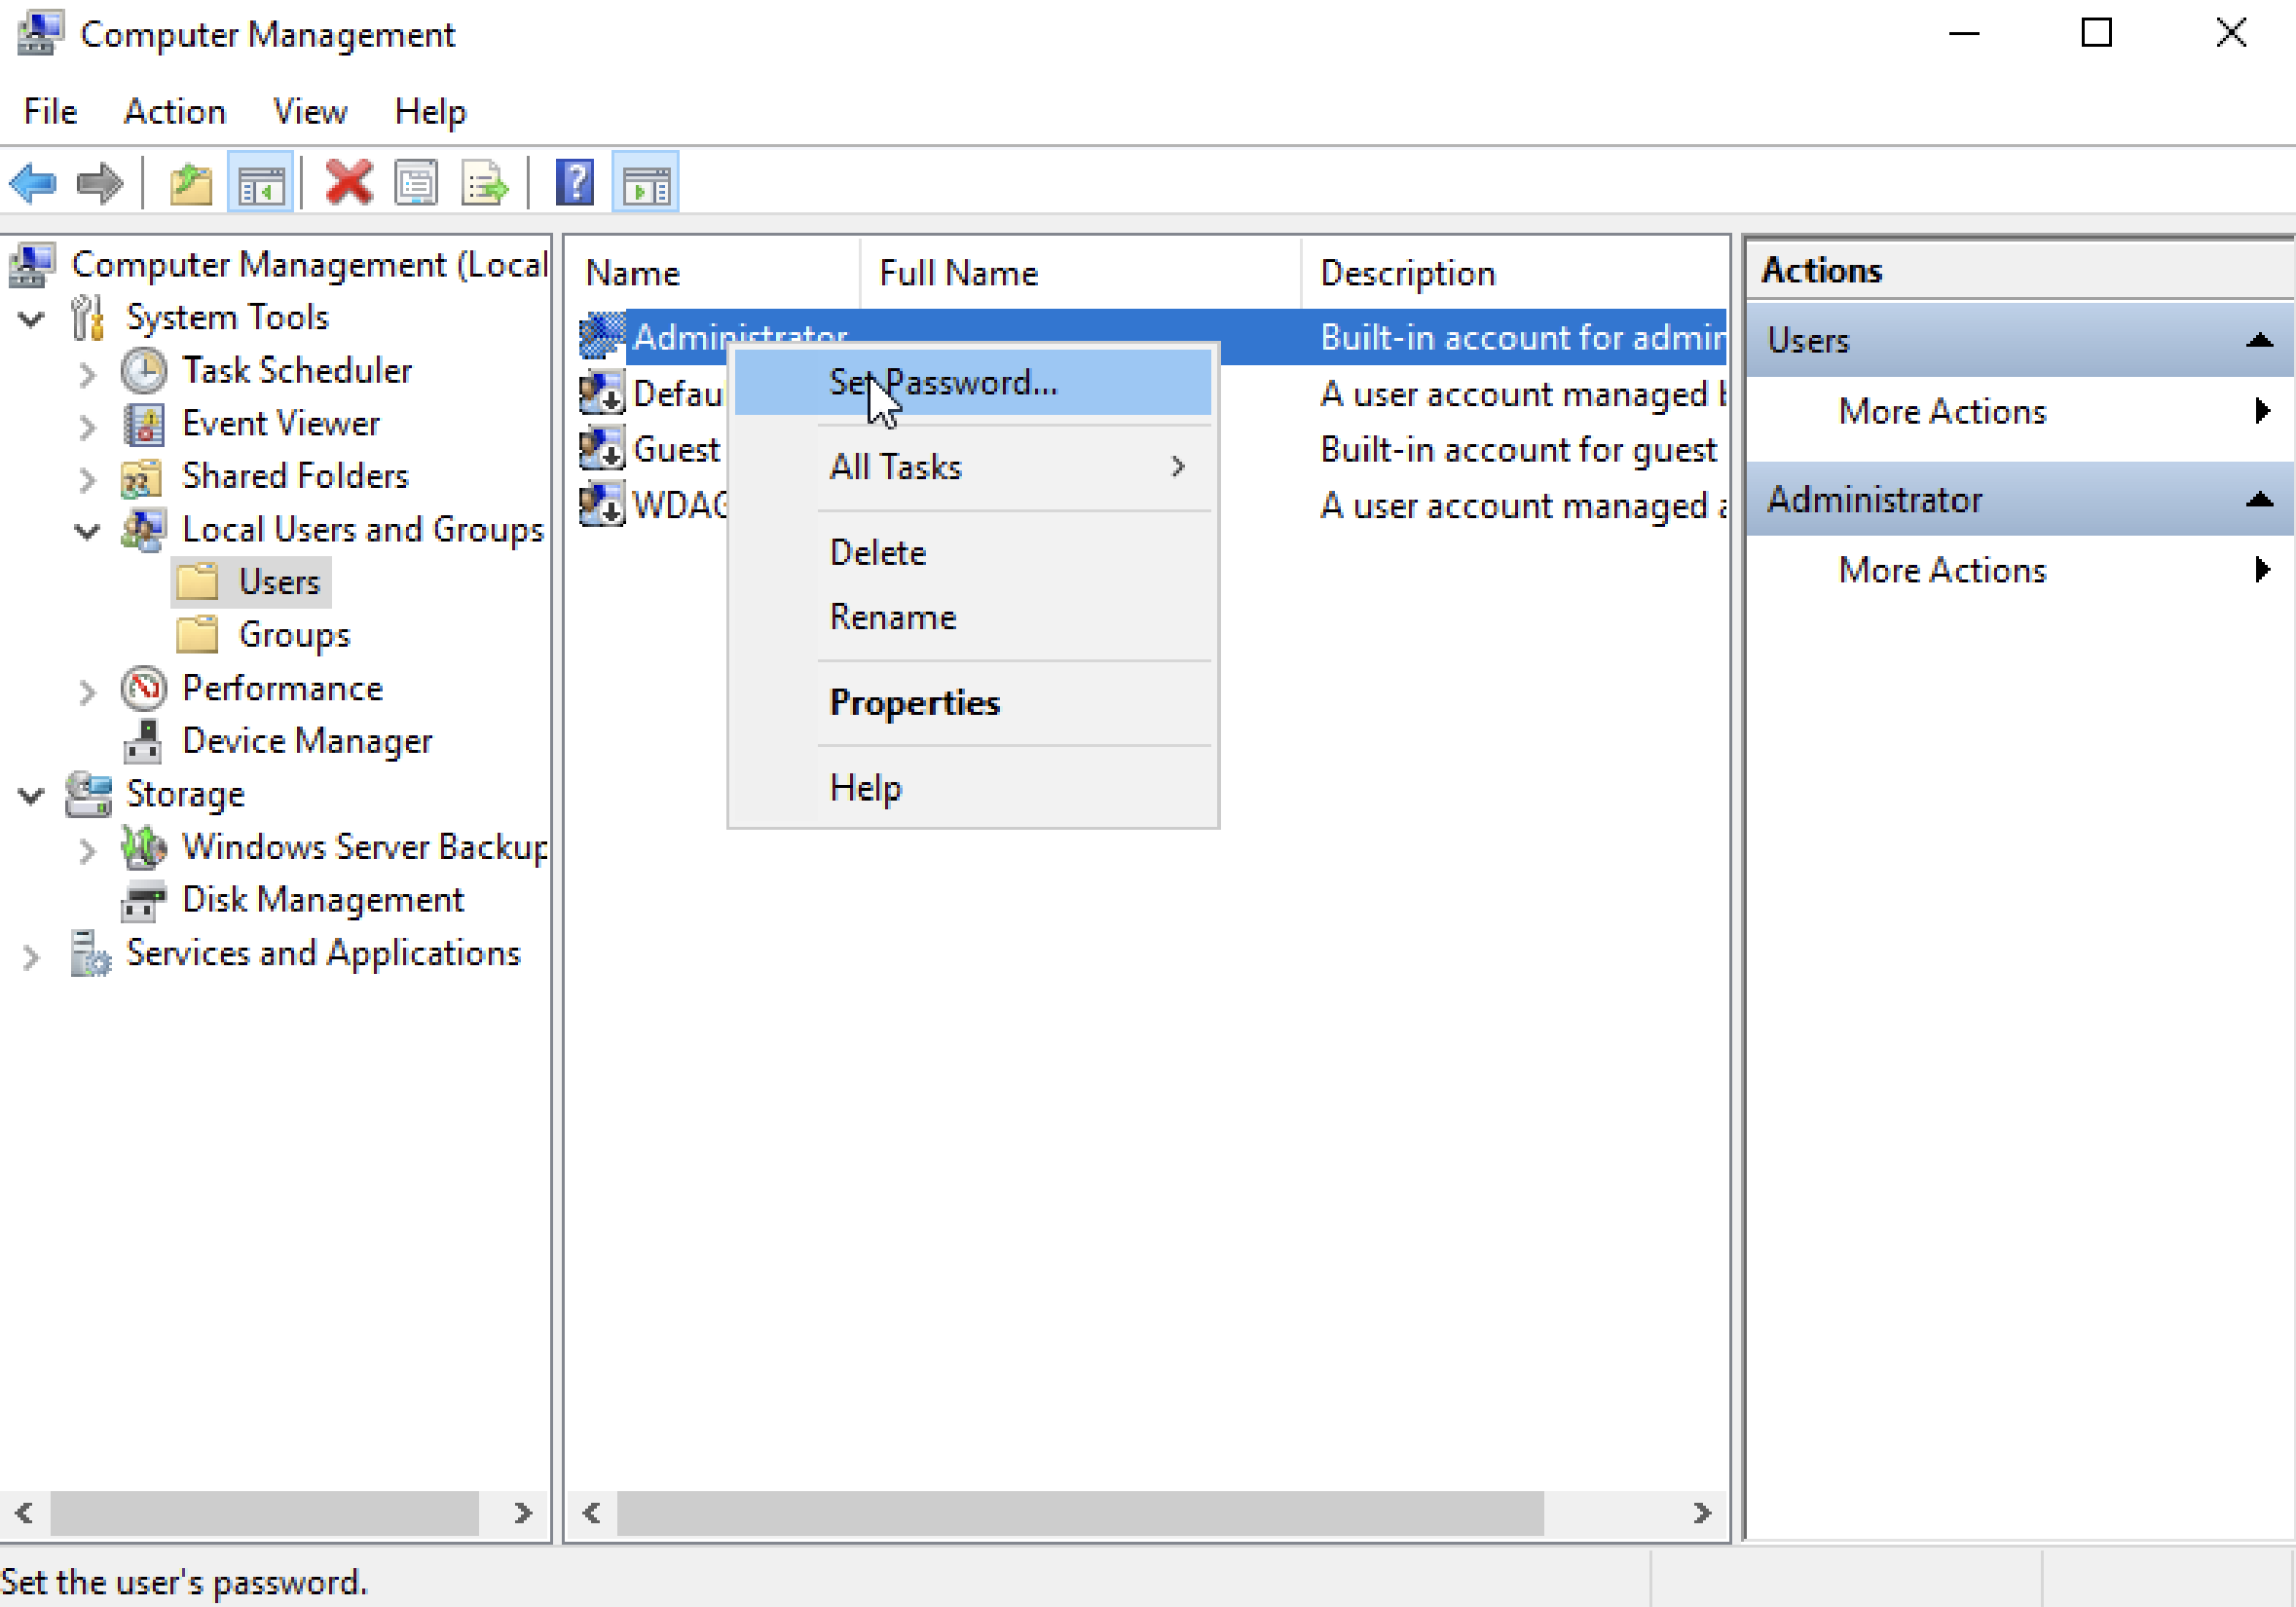 Computer Management
File Action View Help
Computer Management (Local
System Tools
Task Scheduler
Event Viewer
Shared Folders
Local Users and Groups
Users
Groups
Performance
Device Manager
Storage
Windows Server Backup
Disk Management
Services and Applications
Name Full Name Description
Administrator Built-in account for admin
Defau A user account managed
Guest Built-in account for guest
WDAG A user account managed
Set Password...
All Tasks
Delete
Rename
Properties
Help
Actions
Users
More Actions
Administrator
More Actions
Set the user's password.